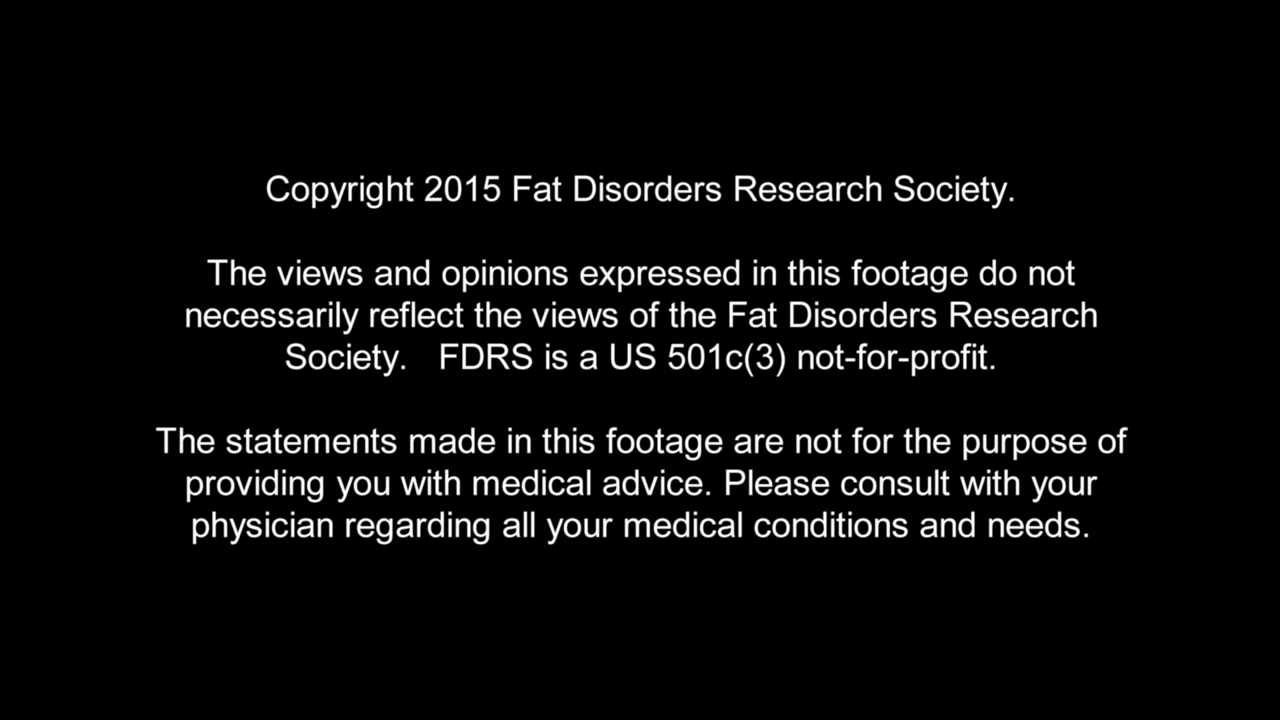 Copyright 2015 Fat Disorders Research Society.
The views and opinions expressed in this footage do not
necessarily reflect the views of the Fat Disorders Research
Society.   FDRS is a US 501c(3) not-for-profit.
The statements made in this footage are not for the purpose of
providing you with medical advice. Please consult with your
physician regarding all your medical conditions and needs.